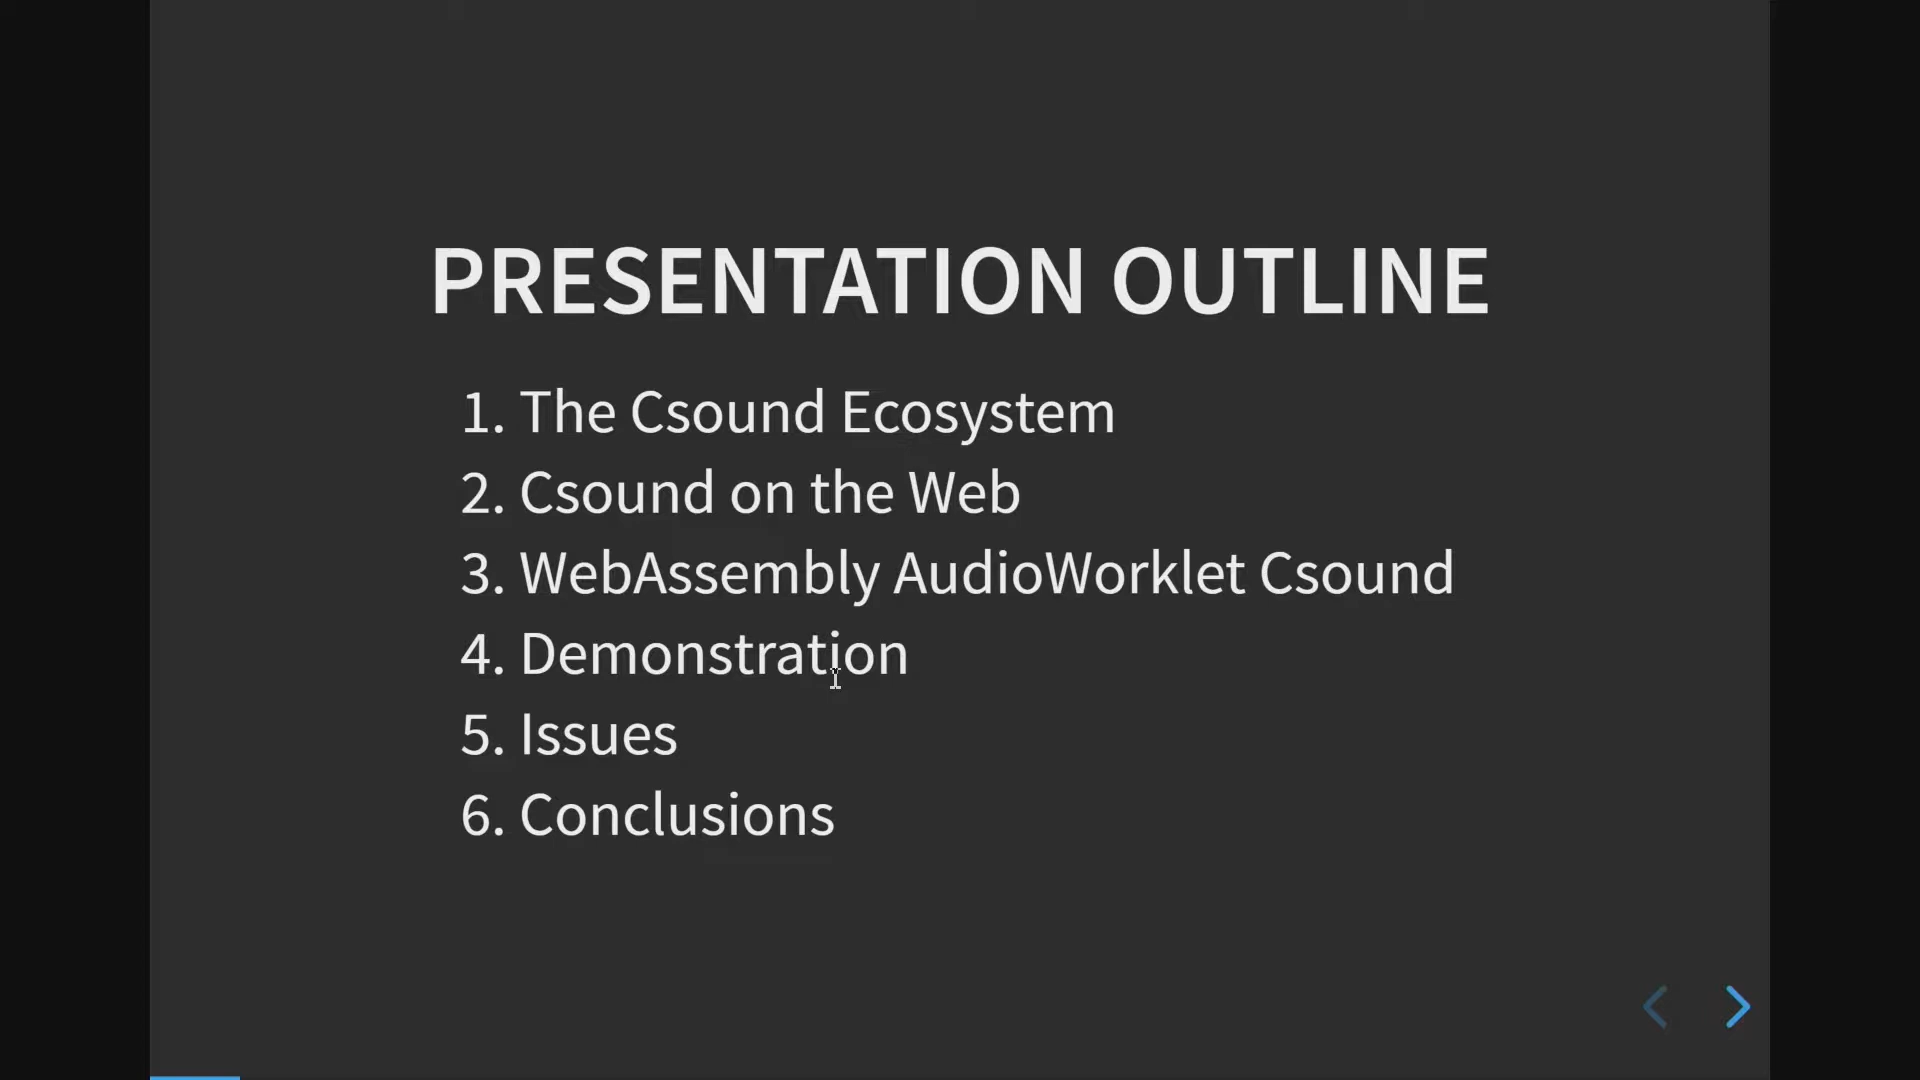 PRESENTATION OUTLINE
1. The Csound Ecosystem
2. Csound on the Web
3. WebAssembly AudioWorklet Csound
4. Demonstration
5. Issues
6. Conclusions